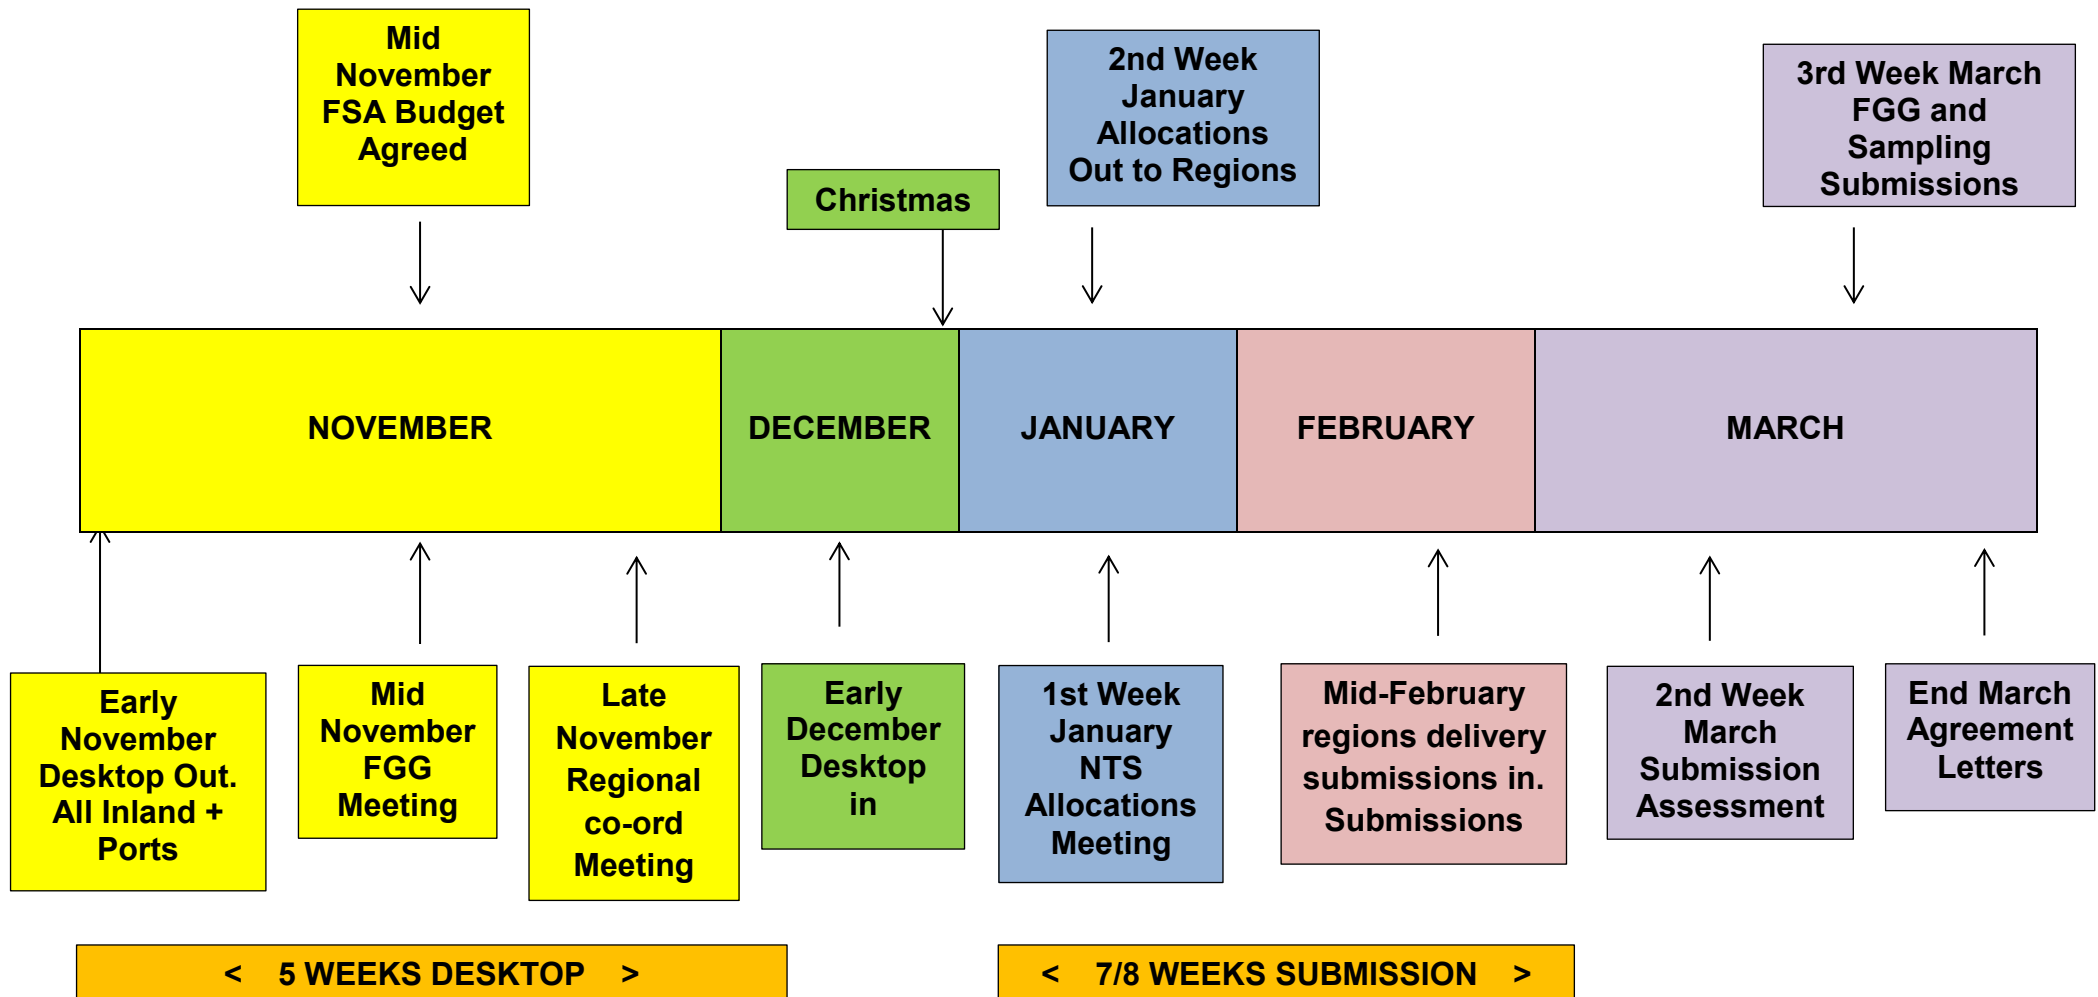 Mid
November
FSA Budget
Agreed
2nd Week
January
Allocations
Out to Regions
3rd Week March
FGG and
Sampling
Submissions
Christmas
NOVEMBER
DECEMBER
JANUARY
FEBRUARY
MARCH
Early
November
Desktop Out.
All Inland +
Ports
Mid
November
FGG
Meeting
Late
November
Regional
co-ord
Meeting
Early
December
Desktop
in
1st Week
January
NTS
Allocations
Meeting
Mid-February
regions delivery
submissions in.
Submissions
2nd Week
March
Submission
Assessment
End March
Agreement
Letters
< 5 WEEKS DESKTOP >
< 7/8 WEEKS SUBMISSION >